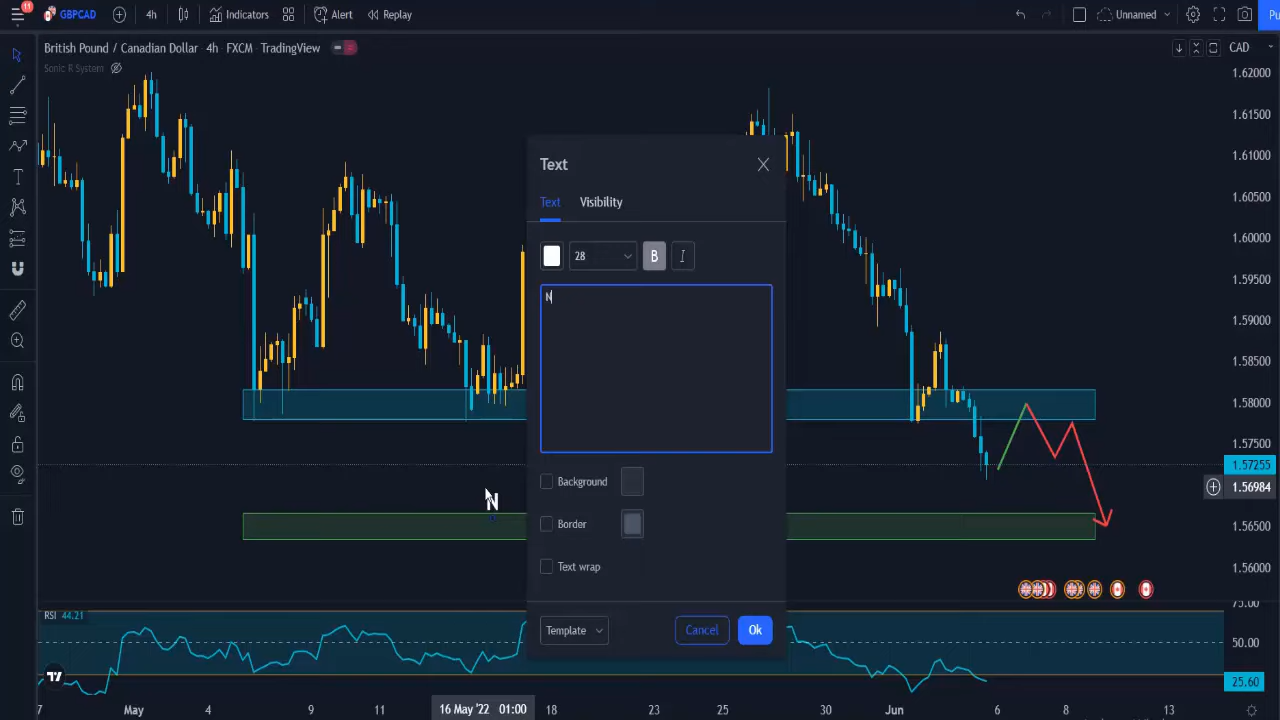 11
GBPCAD
4h
Indicators
Alert
Replay
Unnamed
Pu
British Pound / Canadian Dollar · 4h · FXCM · TradingView
CAD
Sonic R System
1.62000
1.61500
1.61000
1.60500
1.60000
1.59500
1.59000
1.58500
1.58000
1.57500
1.57255
1.56984
1.56500
1.56000
Text
Text
Visibility
28
B
I
N
Background
Border
Text wrap
Template
Cancel
Ok
N
RSI 44.21
75.00
50.00
25.60
7
May
4
9
11
16 May '22 01:00
18
23
25
30
Jun
6
8
13